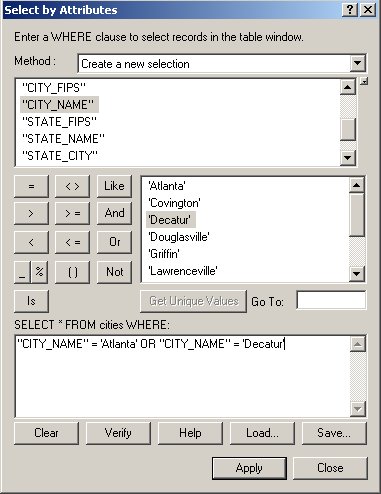 Select by Attributes
Enter a WHERE clause to select records in the table window.
Method : Create a new selection
"CITY_FIPS"
"CITY_NAME"
"STATE_FIPS"
"STATE_NAME"
"STATE_CITY"
= < > Like
> > = And
< < = Or
_ % ( ) Not
Is
'Atlanta'
'Covington'
'Decatur'
'Douglasville'
'Griffin'
'Lawrenceville'
Get Unique Values Go To:
SELECT * FROM cities WHERE:
"CITY_NAME" = 'Atlanta' OR "CITY_NAME" = 'Decatur'
Clear Verify Help Load... Save...
Apply Close